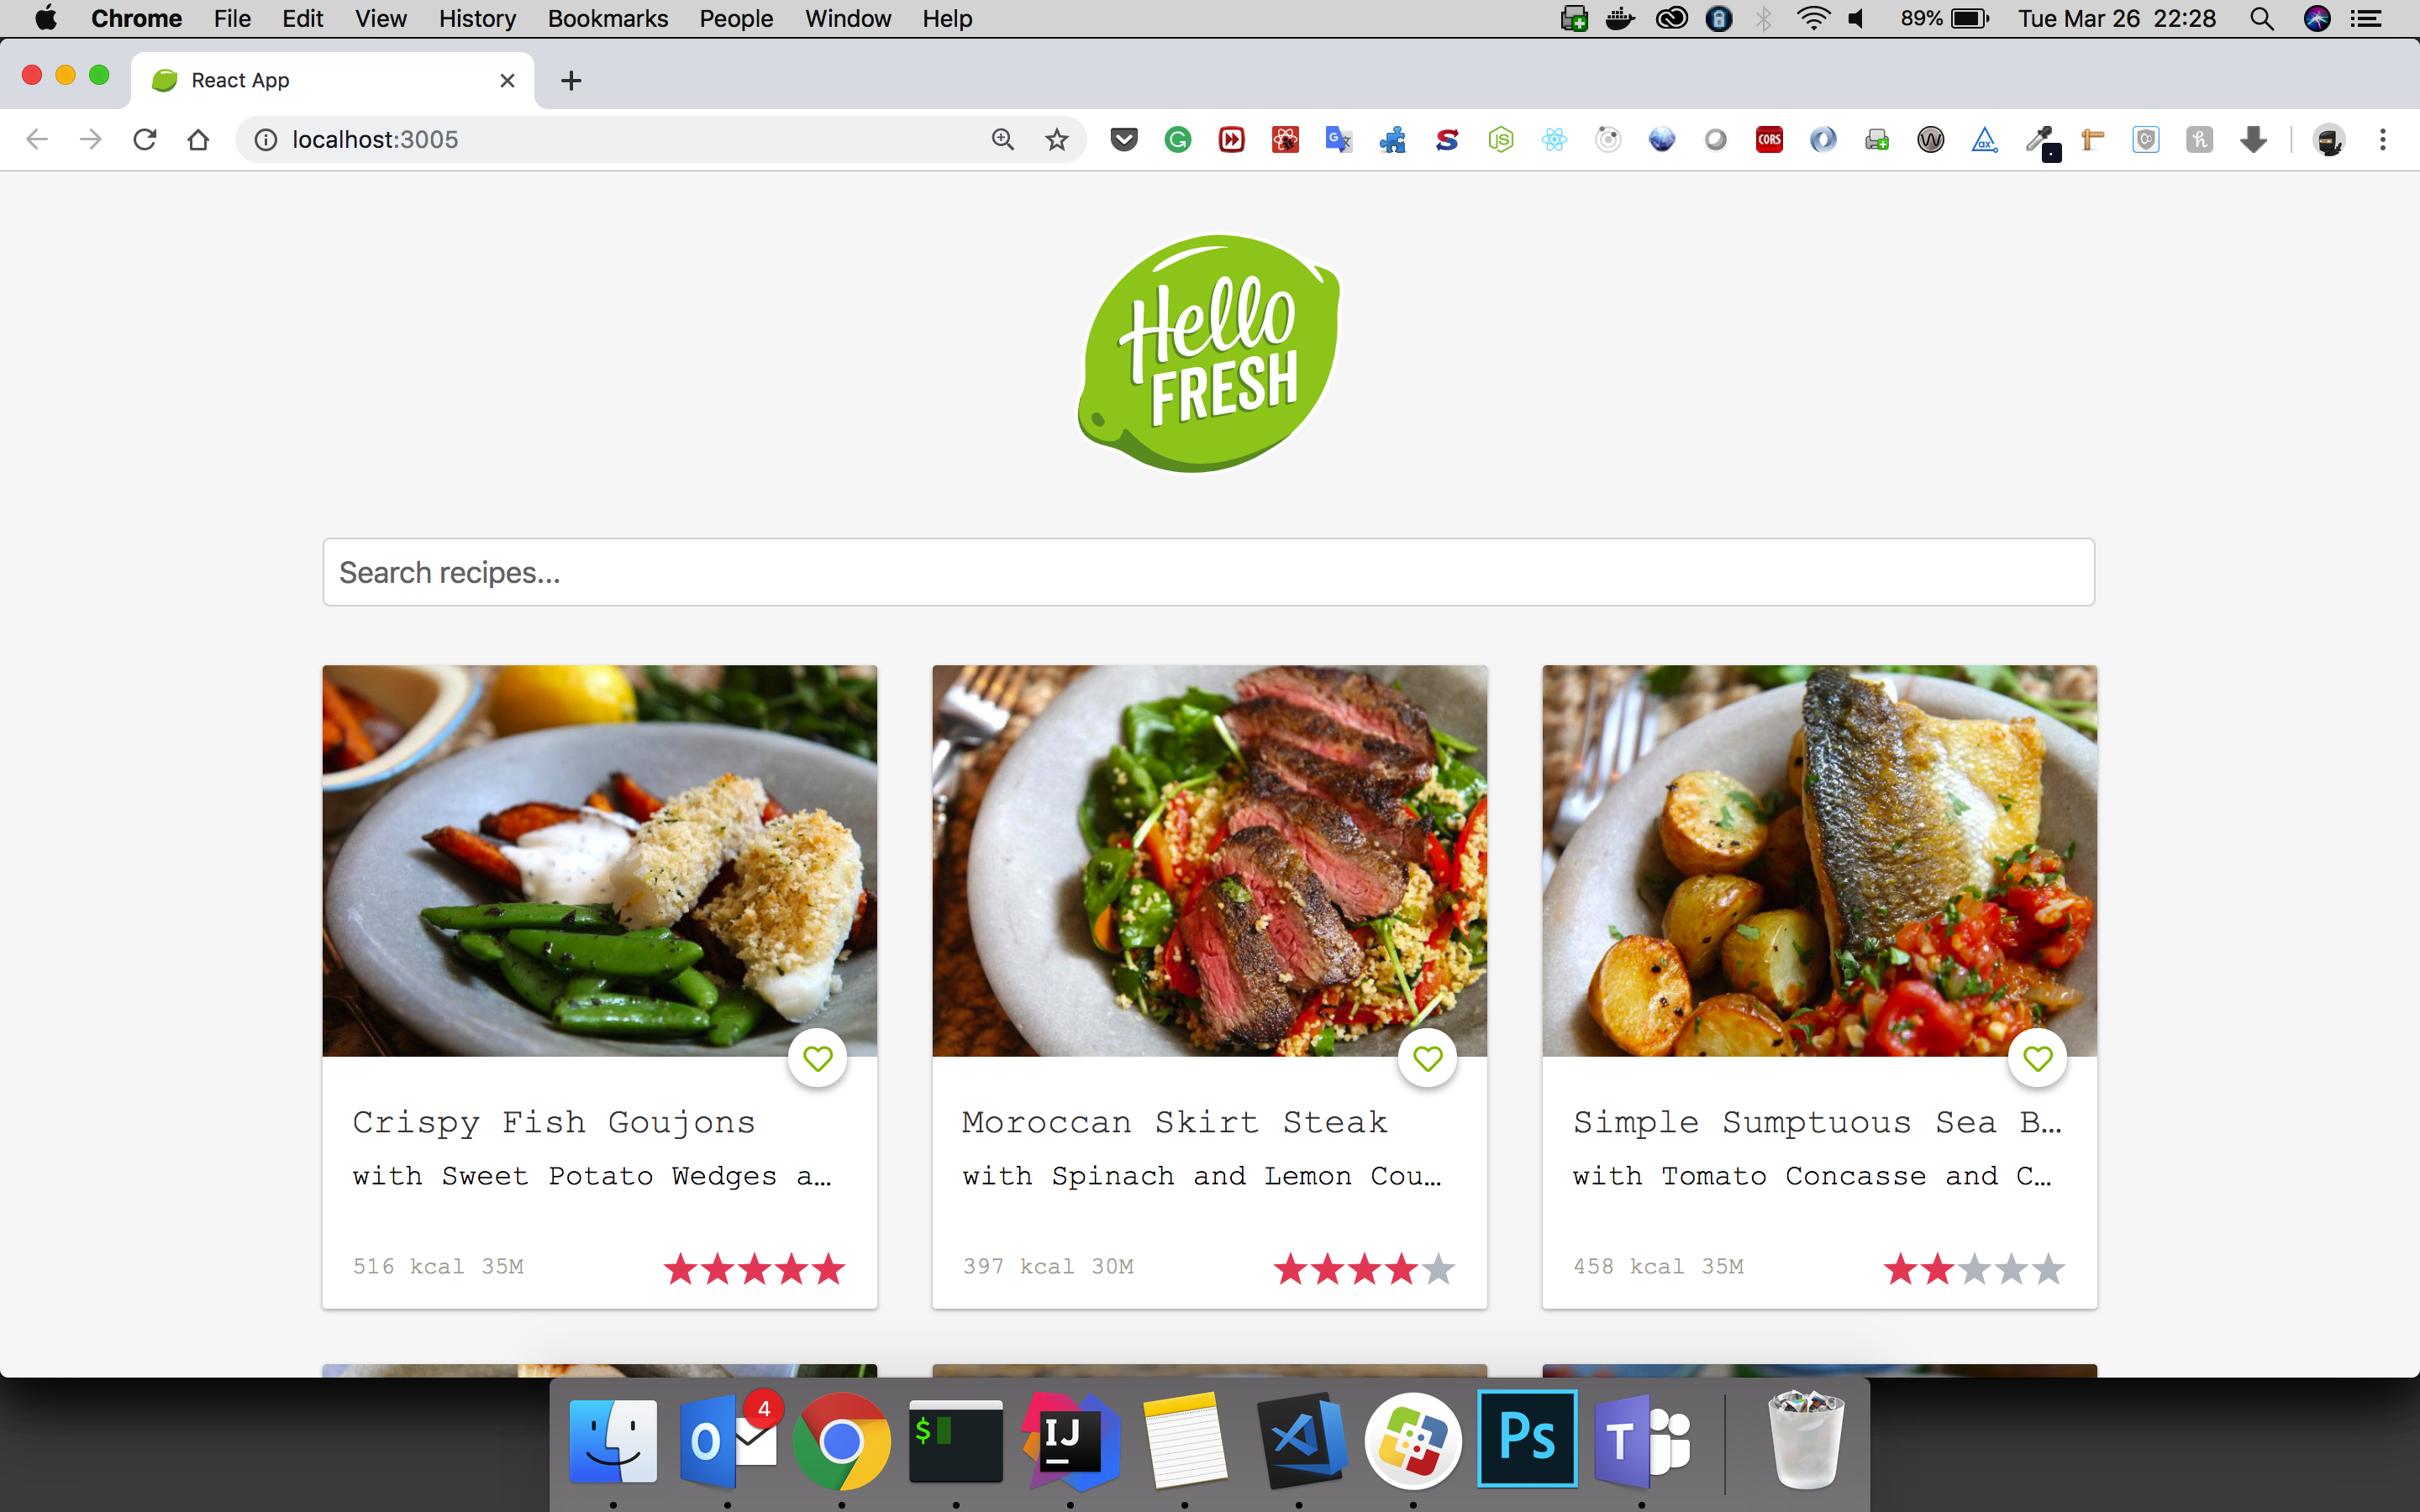 Chrome File Edit View History Bookmarks People Window Help 89% Tue Mar 26 22:28
React App
localhost:3005
CORS
Hello
FRESH
Search recipes...
Crispy Fish Goujons
with Sweet Potato Wedges a…
516 kcal 35M
Moroccan Skirt Steak
with Spinach and Lemon Cou…
397 kcal 30M
Simple Sumptuous Sea B…
with Tomato Concasse and C…
458 kcal 35M
4
O
$
IJ
Ps
T